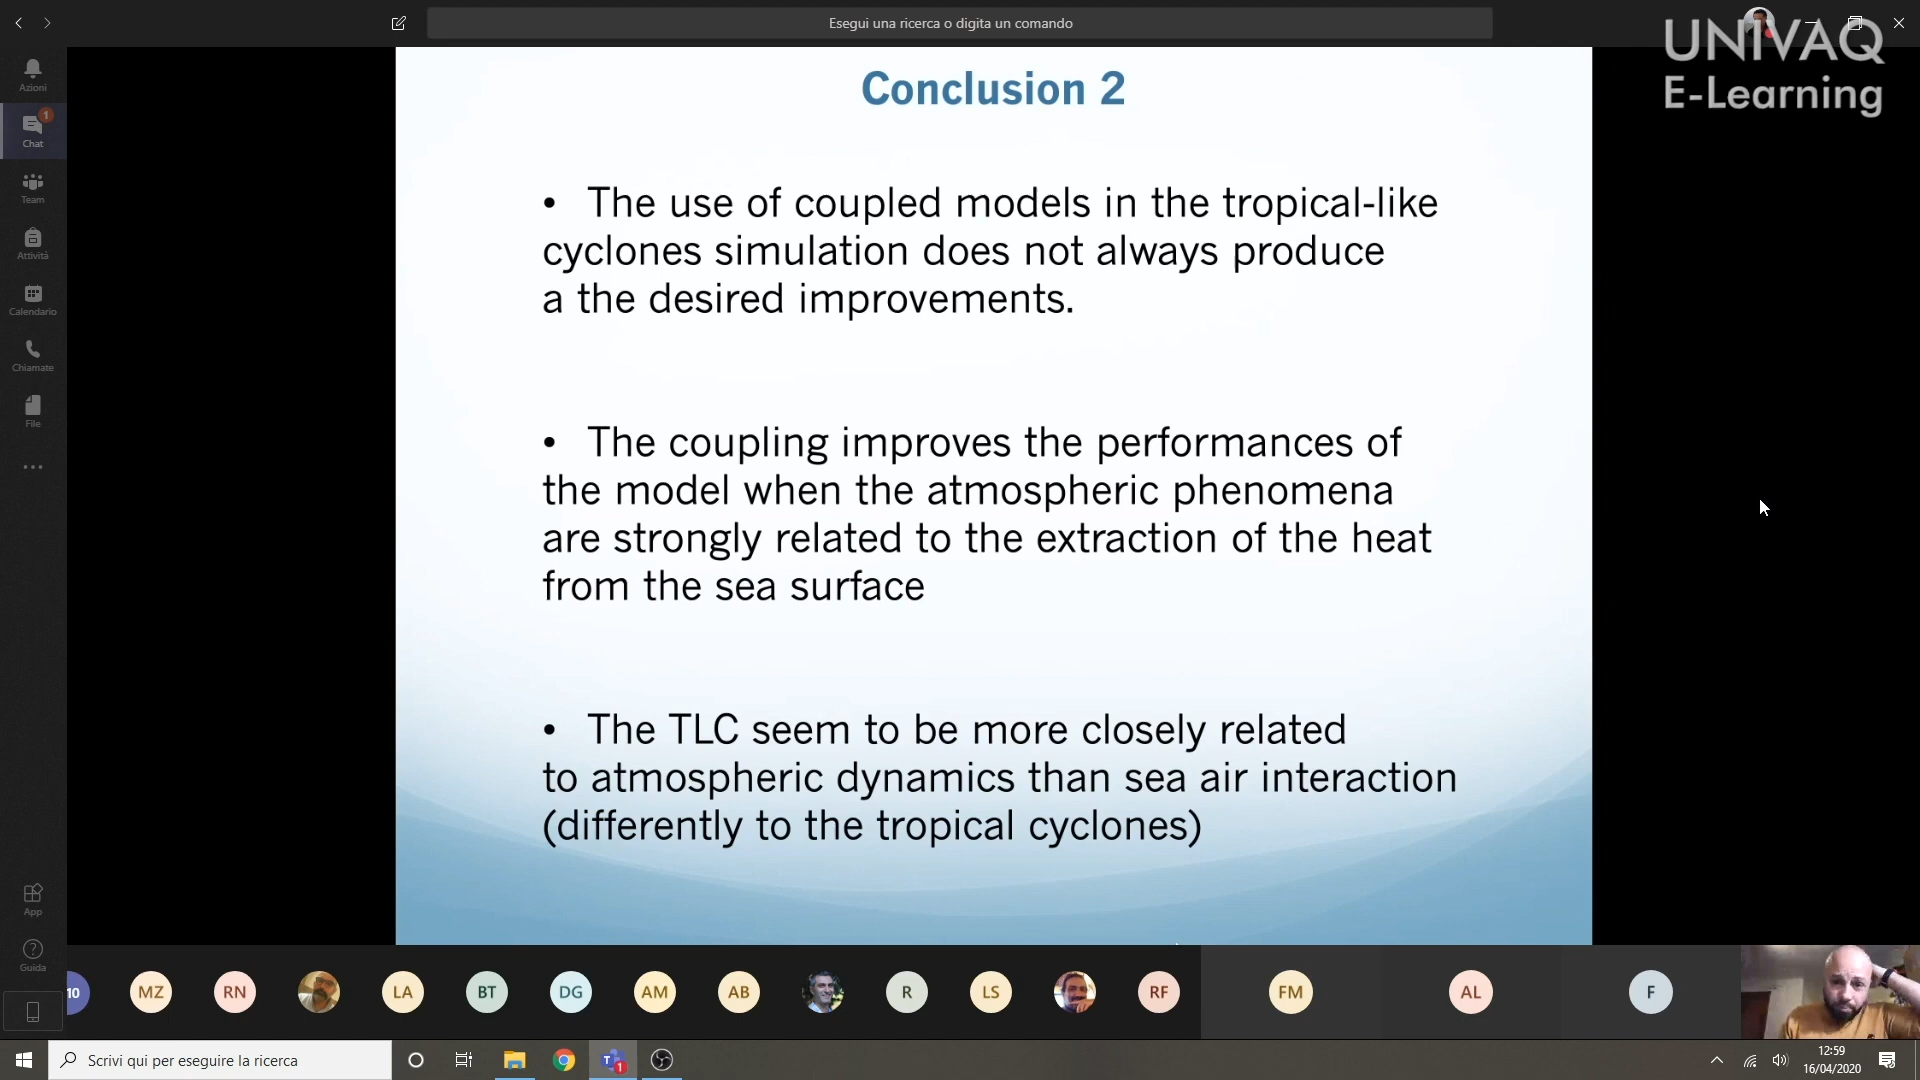 Esegui una ricerca o digita un comando
UNIVAQ
E-Learning
Azioni
1
Chat
Team
Attività
Calendario
Chiamate
File
App
Guida
Conclusion 2
• The use of coupled models in the tropical-like
cyclones simulation does not always produce
a the desired improvements.
• The coupling improves the performances of
the model when the atmospheric phenomena
are strongly related to the extraction of the heat
from the sea surface
• The TLC seem to be more closely related
to atmospheric dynamics than sea air interaction
(differently to the tropical cyclones)
10 MZ RN LA BT DG AM AB R LS RF FM AL F
Scrivi qui per eseguire la ricerca
T 1
12:59
16/04/2020